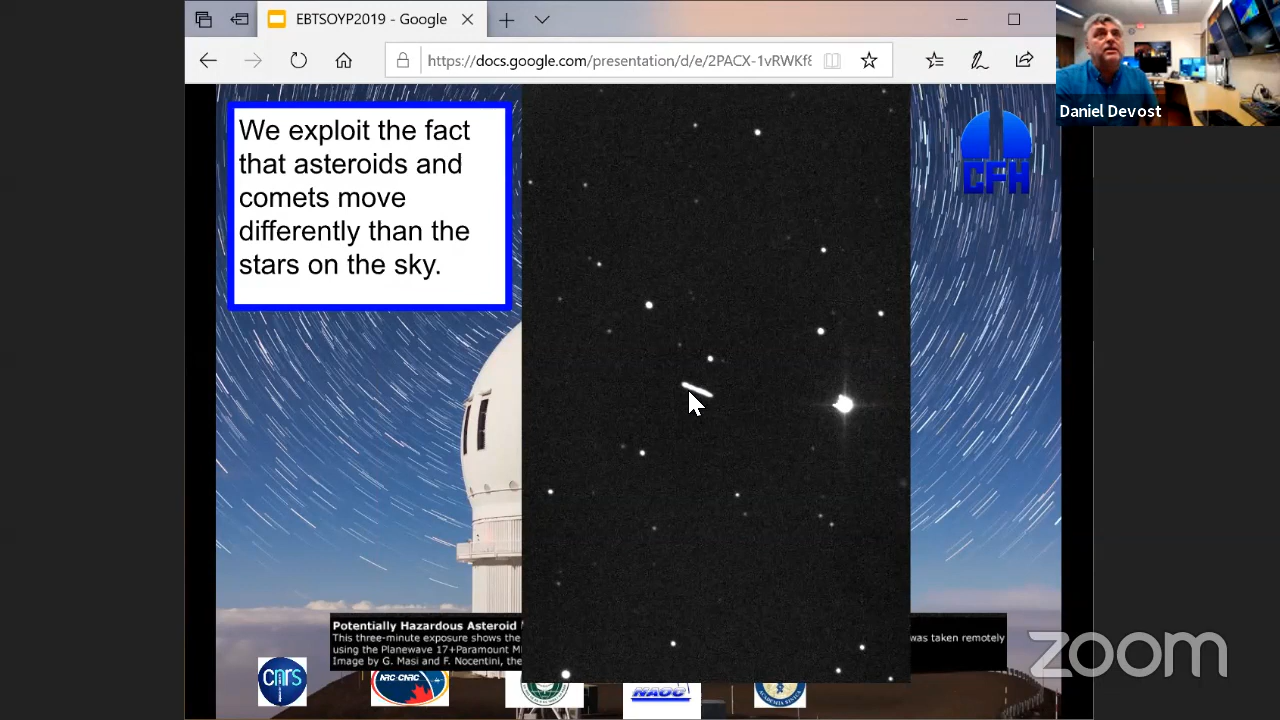 EBTSOYP2019 - Google
https://docs.google.com/presentation/d/e/2PACX-1vRWKf
Daniel Devost
We exploit the fact
that asteroids and
comets move
differently than the
stars on the sky.
CFH
Potentially Hazardous Asteroid
This three-minute exposure shows the
was taken remotely
using the Planewave 17+Paramount M
Image by G. Masi and F. Nocentini, the
cnrs
NRC CNRC
NAOC
zoom